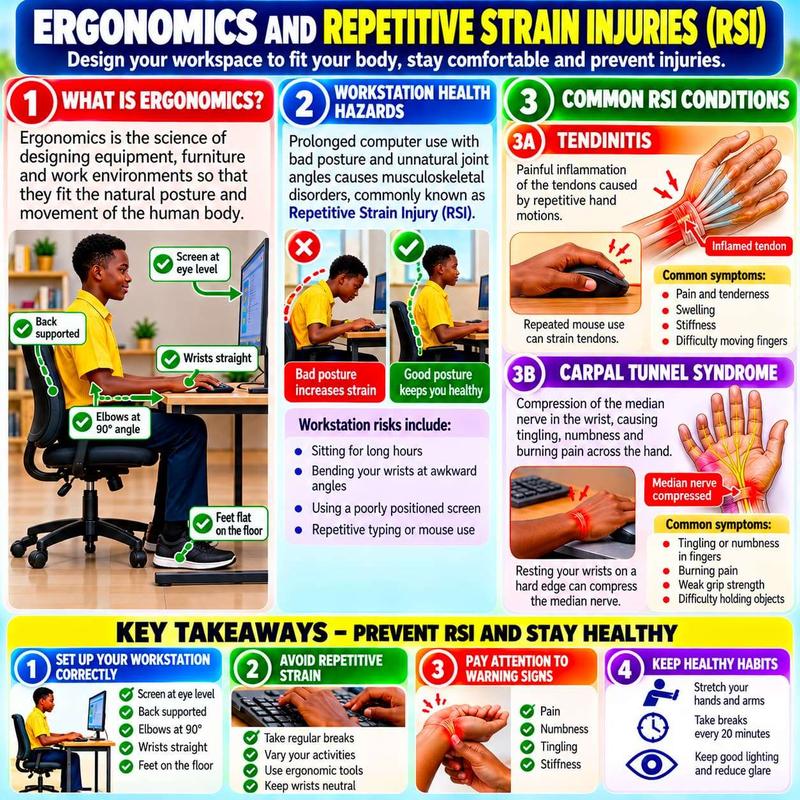 ERGONOMICS AND REPETITIVE STRAIN INJURIES (RSI)
Design your workspace to fit your body, stay comfortable and prevent injuries.
1 WHAT IS ERGONOMICS?
Ergonomics is the science of
designing equipment, furniture
and work environments so that
they fit the natural posture and
movement of the human body.
Screen at
eye level
Back
supported
Wrists straight
Elbows at
90° angle
Feet flat
on the floor
2 WORKSTATION HEALTH
HAZARDS
Prolonged computer use with
bad posture and unnatural joint
angles causes musculoskeletal
disorders, commonly known as
Repetitive Strain Injury (RSI).
Bad posture
increases strain
Good posture
keeps you healthy
Workstation risks include:
• Sitting for long hours
• Bending your wrists at awkward
angles
• Using a poorly positioned screen
• Repetitive typing or mouse use
3 COMMON RSI CONDITIONS
3A TENDINITIS
Painful inflammation
of the tendons caused
by repetitive hand
motions.
Inflamed tendon
Repeated mouse use
can strain tendons.
Common symptoms:
• Pain and tenderness
• Swelling
• Stiffness
• Difficulty moving fingers
3B CARPAL TUNNEL SYNDROME
Compression of the median
nerve in the wrist, causing
tingling, numbness and
burning pain across the hand.
Median nerve
compressed
Resting your wrists on a
hard edge can compress
the median nerve.
Common symptoms:
• Tingling or numbness
in fingers
• Burning pain
• Weak grip strength
• Difficulty holding objects
KEY TAKEAWAYS – PREVENT RSI AND STAY HEALTHY
1 SET UP YOUR WORKSTATION
CORRECTLY
Screen at eye level
Back supported
Elbows at 90°
Wrists straight
Feet on the floor
2 AVOID REPETITIVE
STRAIN
Take regular breaks
Vary your activities
Use ergonomic tools
Keep wrists neutral
3 PAY ATTENTION TO
WARNING SIGNS
Pain
Numbness
Tingling
Stiffness
4 KEEP HEALTHY HABITS
Stretch your
hands and arms
Take breaks
every 20 minutes
Keep good lighting
and reduce glare